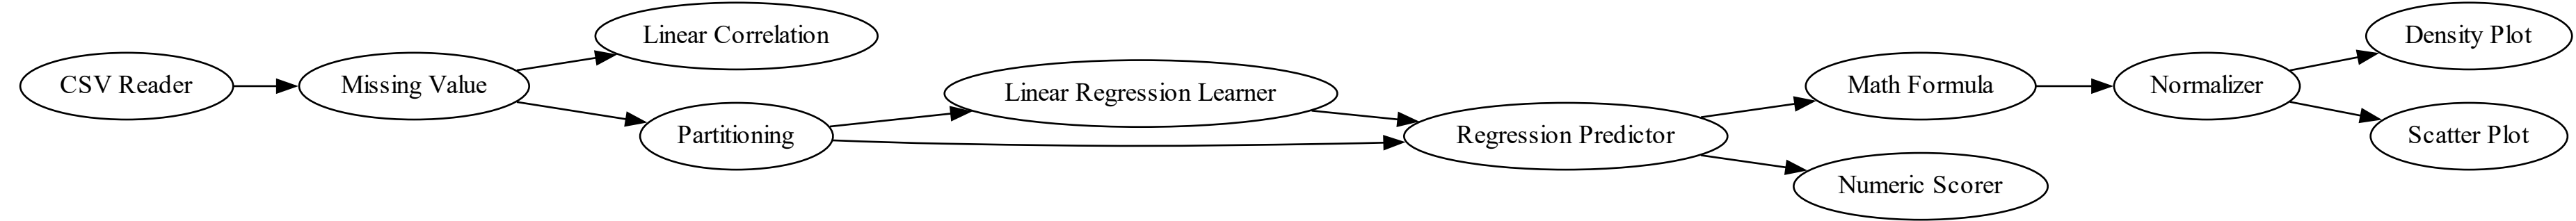 CSV Reader
Missing Value
Linear Correlation
Partitioning
Linear Regression Learner
Regression Predictor
Math Formula
Numeric Scorer
Normalizer
Density Plot
Scatter Plot